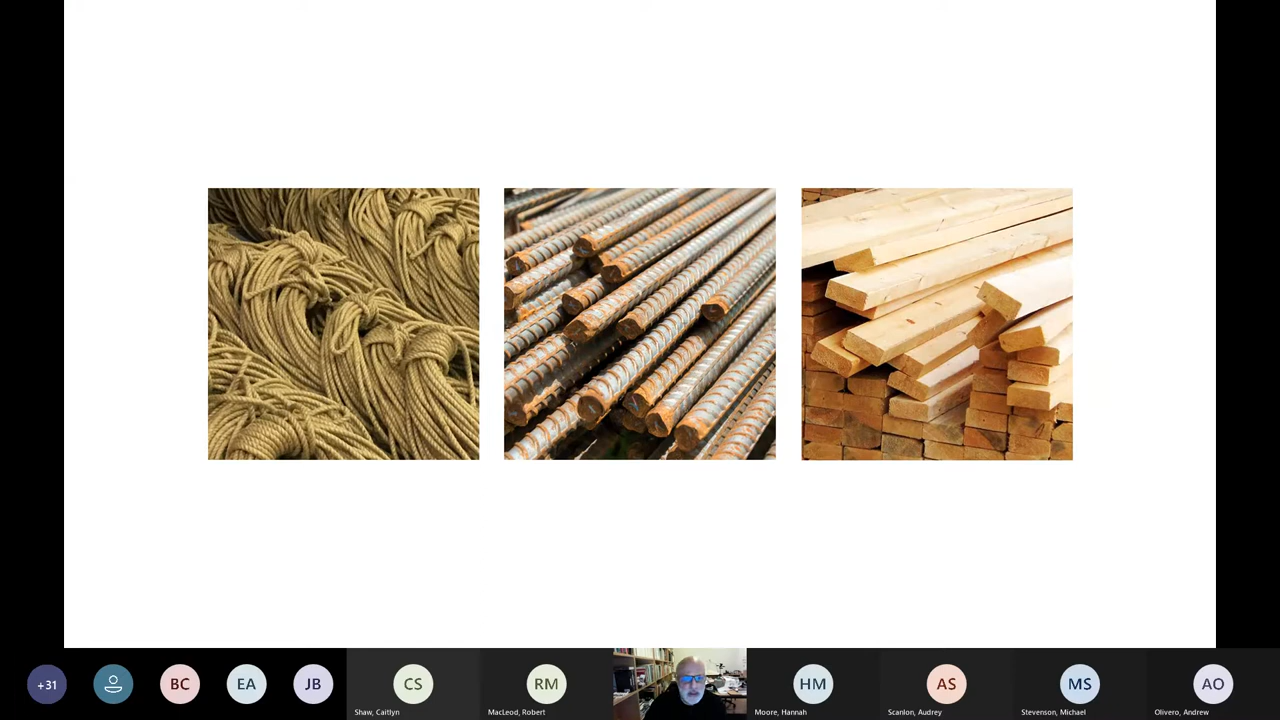 +31
BC
EA
JB
CS
Shaw, Caitlyn
RM
MacLeod, Robert
HM
Moore, Hannah
AS
Scanlon, Audrey
MS
Stevenson, Michael
AO
Olivero, Andrew